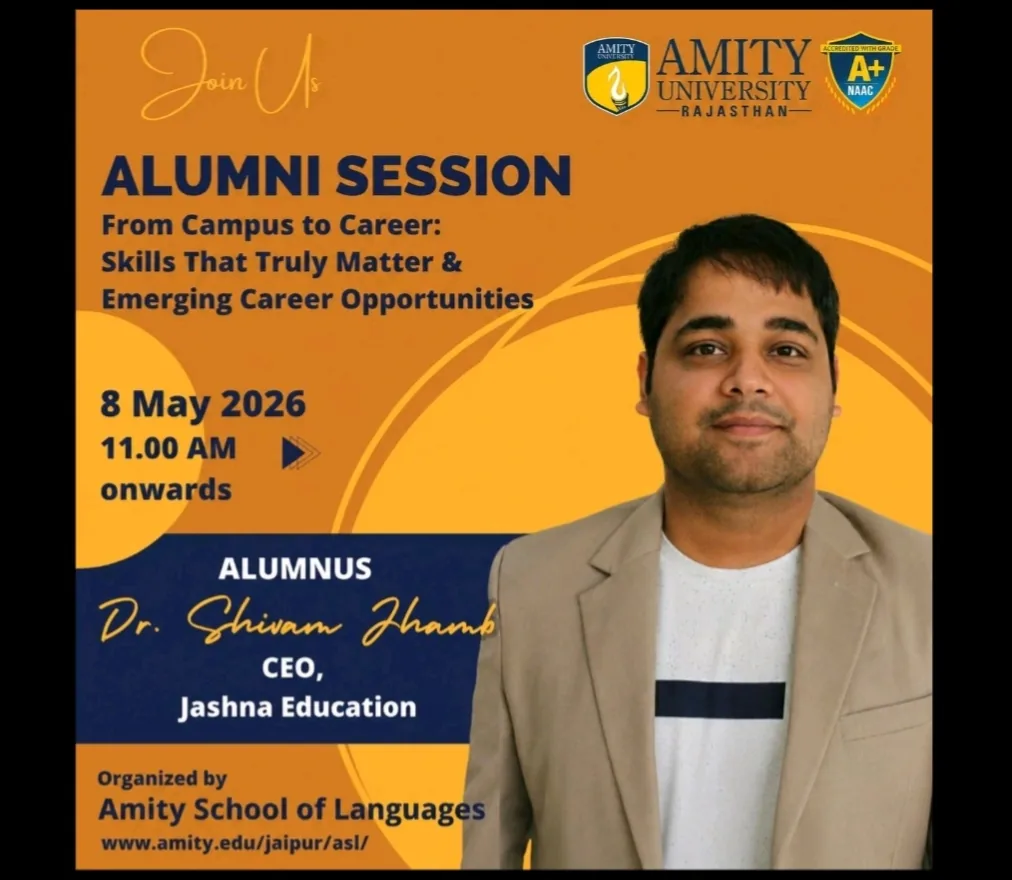 Join Us
AMITY
UNIVERSITY
AMITY
UNIVERSITY
RAJASTHAN
ACCREDITED WITH GRADE
A+
NAAC
ALUMNI SESSION
From Campus to Career:
Skills That Truly Matter &
Emerging Career Opportunities
8 May 2026
11.00 AM
onwards
ALUMNUS
Dr. Shivam Jhamb
CEO,
Jashna Education
Organized by
Amity School of Languages
www.amity.edu/jaipur/asl/